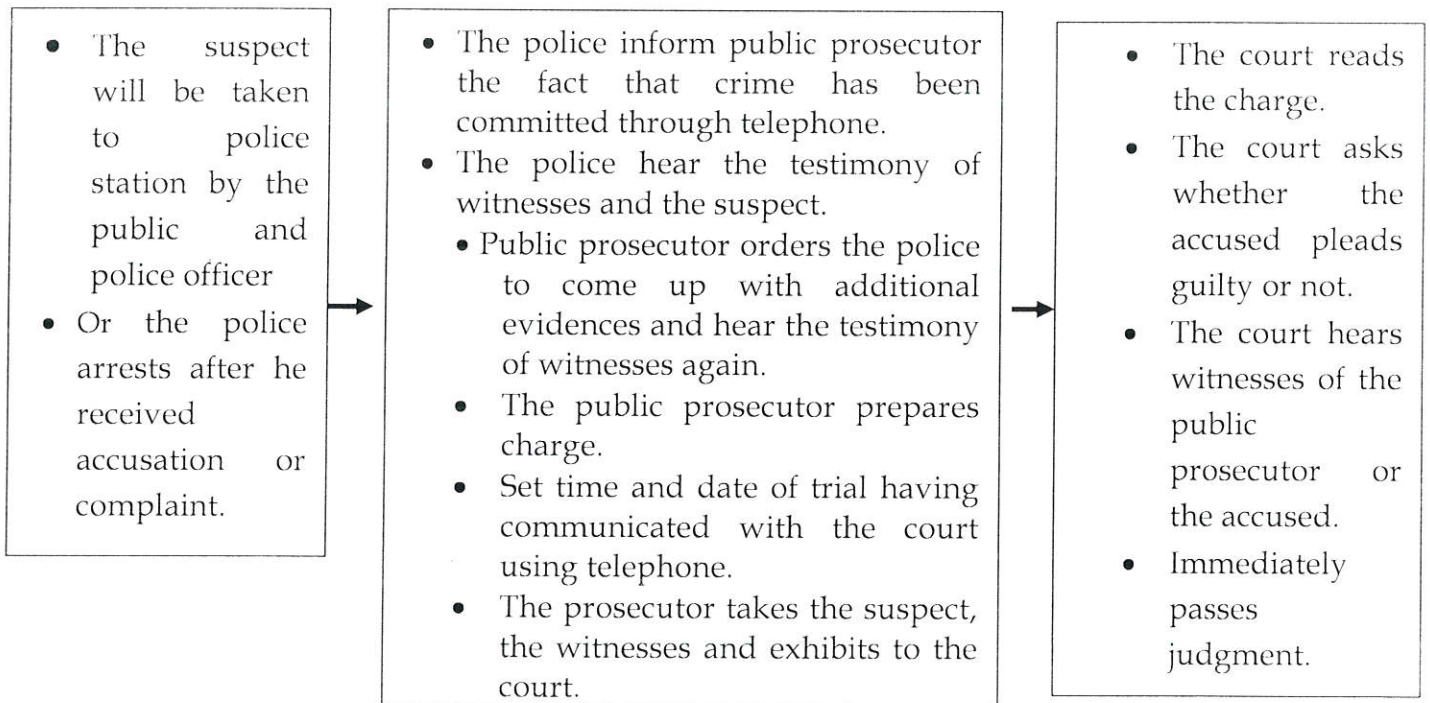 • The suspect
will be taken
to police
station by the
public and
police officer
• Or the police
arrests after he
received
accusation or
complaint.
• The police inform public prosecutor
the fact that crime has been
committed through telephone.
• The police hear the testimony of
witnesses and the suspect.
• Public prosecutor orders the police
to come up with additional
evidences and hear the testimony
of witnesses again.
• The public prosecutor prepares
charge.
• Set time and date of trial having
communicated with the court
using telephone.
• The prosecutor takes the suspect,
the witnesses and exhibits to the
court.
• The court reads
the charge.
• The court asks
whether the
accused pleads
guilty or not.
• The court hears
witnesses of the
public
prosecutor or
the accused.
• Immediately
passes
judgment.